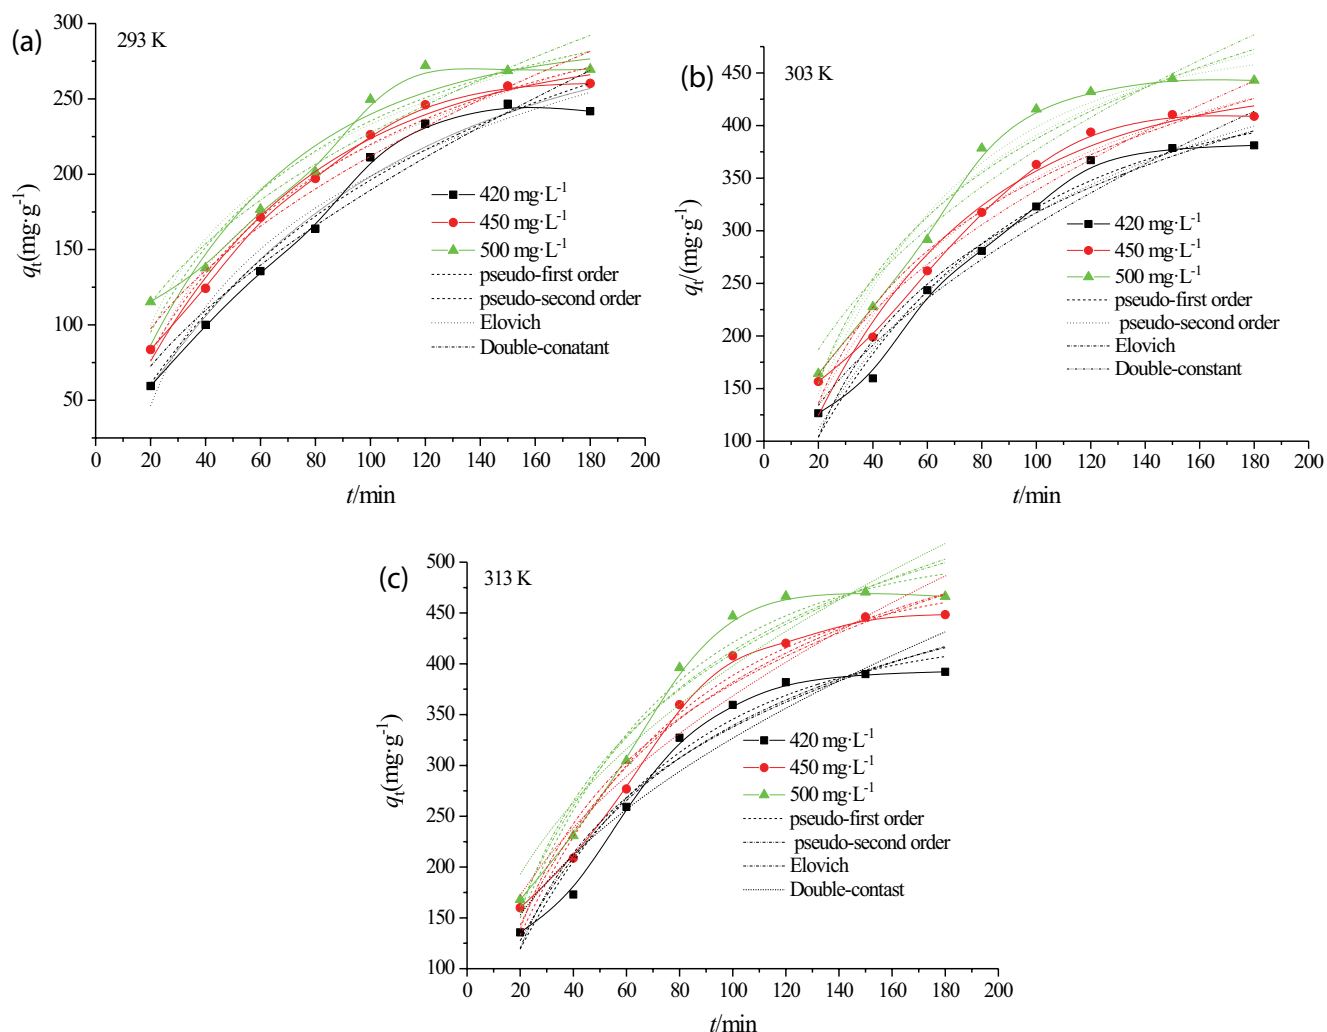 (a)
293 K
300
250
200
150
100
50
0 20 40 60 80 100 120 140 160 180 200
qt(mg·g-1)
t/min
420 mg·L-1
450 mg·L-1
500 mg·L-1
pseudo-first order
pseudo-second order
Elovich
Double-conatant
(b)
303 K
450
400
350
300
250
200
150
100
0 20 40 60 80 100 120 140 160 180 200
qt/(mg·g-1)
t/min
420 mg·L-1
450 mg·L-1
500 mg·L-1
pseudo-first order
pseudo-second order
Elovich
Double-constant
(c)
313 K
500
450
400
350
300
250
200
150
100
0 20 40 60 80 100 120 140 160 180 200
qt(mg·g-1)
t/min
420 mg·L-1
450 mg·L-1
500 mg·L-1
pseudo-first order
pseudo-second order
Elovich
Double-contast